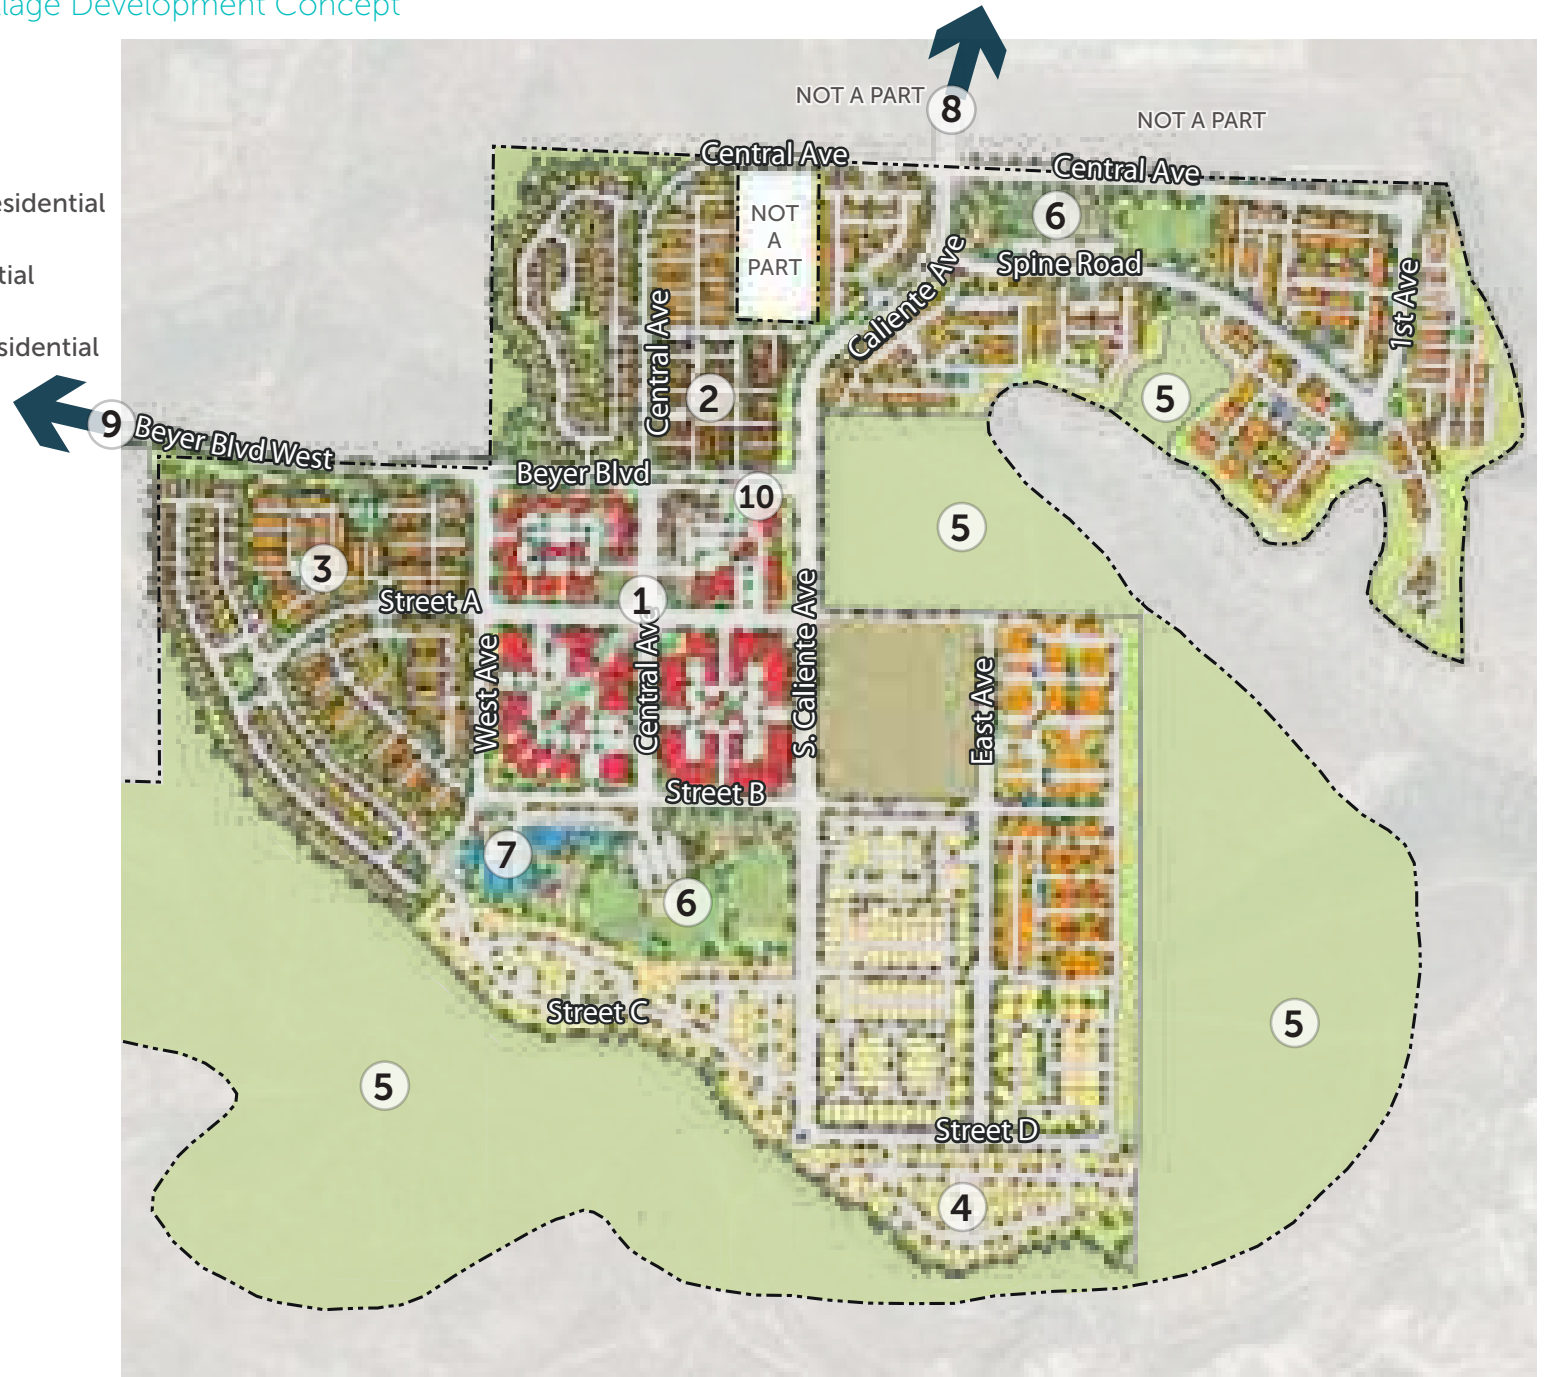 lage Development Concept
NOT A PART
8
NOT A PART
Central Ave
Central Ave
esidential
NOT
A
PART
6
Caliente Ave
Spine Road
tial
1st Ave
Central Ave
sidential
2
5
9
Beyer Blvd West
Beyer Blvd
10
5
3
Street A
1
West Ave
Central Ave
S. Caliente Ave
East Ave
Street B
7
6
Street C
5
5
Street D
4